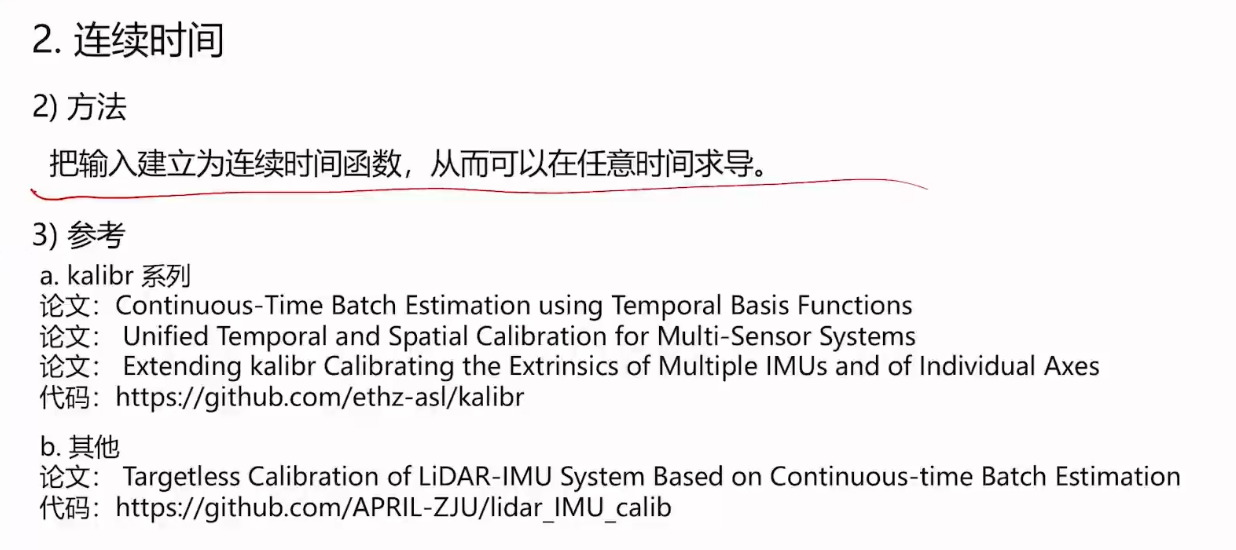 2. 连续时间
2) 方法
把输入建立为连续时间函数，从而可以在任意时间求导。
3) 参考
a. kalibr 系列
论文：Continuous-Time Batch Estimation using Temporal Basis Functions
论文： Unified Temporal and Spatial Calibration for Multi-Sensor Systems
论文： Extending kalibr Calibrating the Extrinsics of Multiple IMUs and of Individual Axes
代码：https://github.com/ethz-asl/kalibr
b. 其他
论文： Targetless Calibration of LiDAR-IMU System Based on Continuous-time Batch Estimation
代码：https://github.com/APRIL-ZJU/lidar_IMU_calib